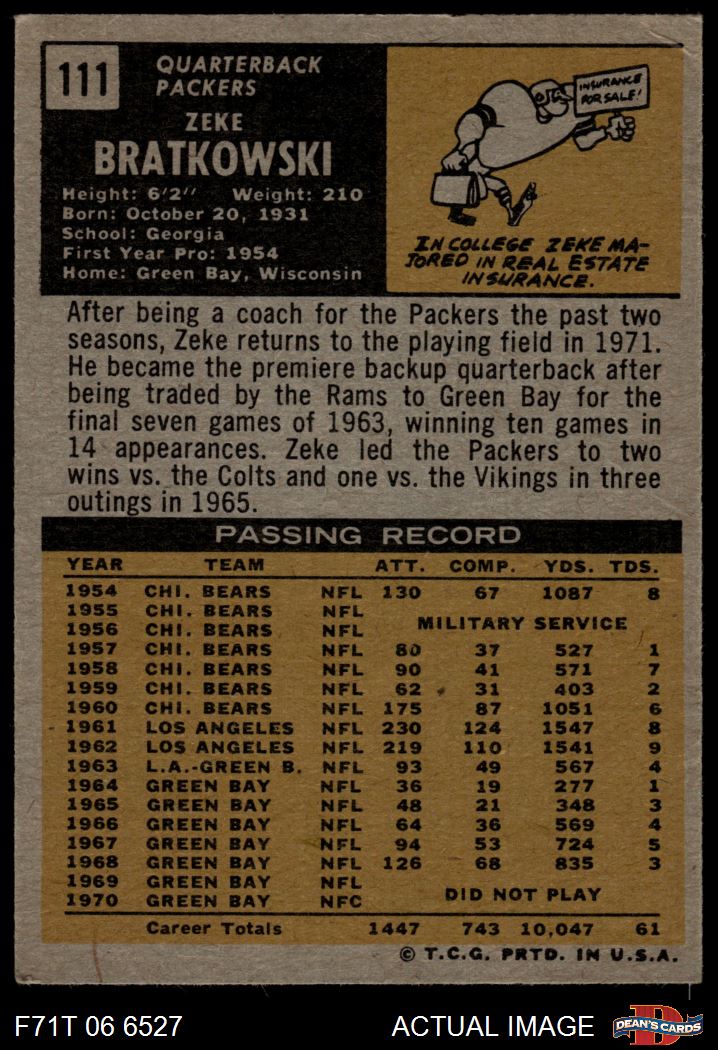 111
QUARTERBACK
PACKERS
ZEKE
BRATKOWSKI
Height: 6'2'' Weight: 210
Born: October 20, 1931
School: Georgia
First Year Pro: 1954
Home: Green Bay, Wisconsin
INSURANCE
FOR SALE!
IN COLLEGE ZEKE MA-
JORED IN REAL ESTATE
INSURANCE.
After being a coach for the Packers the past two
seasons, Zeke returns to the playing field in 1971.
He became the premiere backup quarterback after
being traded by the Rams to Green Bay for the
final seven games of 1963, winning ten games in
14 appearances. Zeke led the Packers to two
wins vs. the Colts and one vs. the Vikings in three
outings in 1965.
PASSING RECORD
YEAR TEAM ATT. COMP. YDS. TDS.
1954 CHI. BEARS NFL 130 67 1087 8
1955 CHI. BEARS NFL
MILITARY SERVICE
1956 CHI. BEARS NFL
1957 CHI. BEARS NFL 80 37 527 1
1958 CHI. BEARS NFL 90 41 571 7
1959 CHI. BEARS NFL 62 31 403 2
1960 CHI. BEARS NFL 175 87 1051 6
1961 LOS ANGELES NFL 230 124 1547 8
1962 LOS ANGELES NFL 219 110 1541 9
1963 L.A.-GREEN B. NFL 93 49 567 4
1964 GREEN BAY NFL 36 19 277 1
1965 GREEN BAY NFL 48 21 348 3
1966 GREEN BAY NFL 64 36 569 4
1967 GREEN BAY NFL 94 53 724 5
1968 GREEN BAY NFL 126 68 835 3
1969 GREEN BAY NFL
DID NOT PLAY
1970 GREEN BAY NFC
Career Totals 1447 743 10,047 61
© T.C.G. PRTD. IN U.S.A.
F71T 06 6527 ACTUAL IMAGE
DEAN'S CARDS